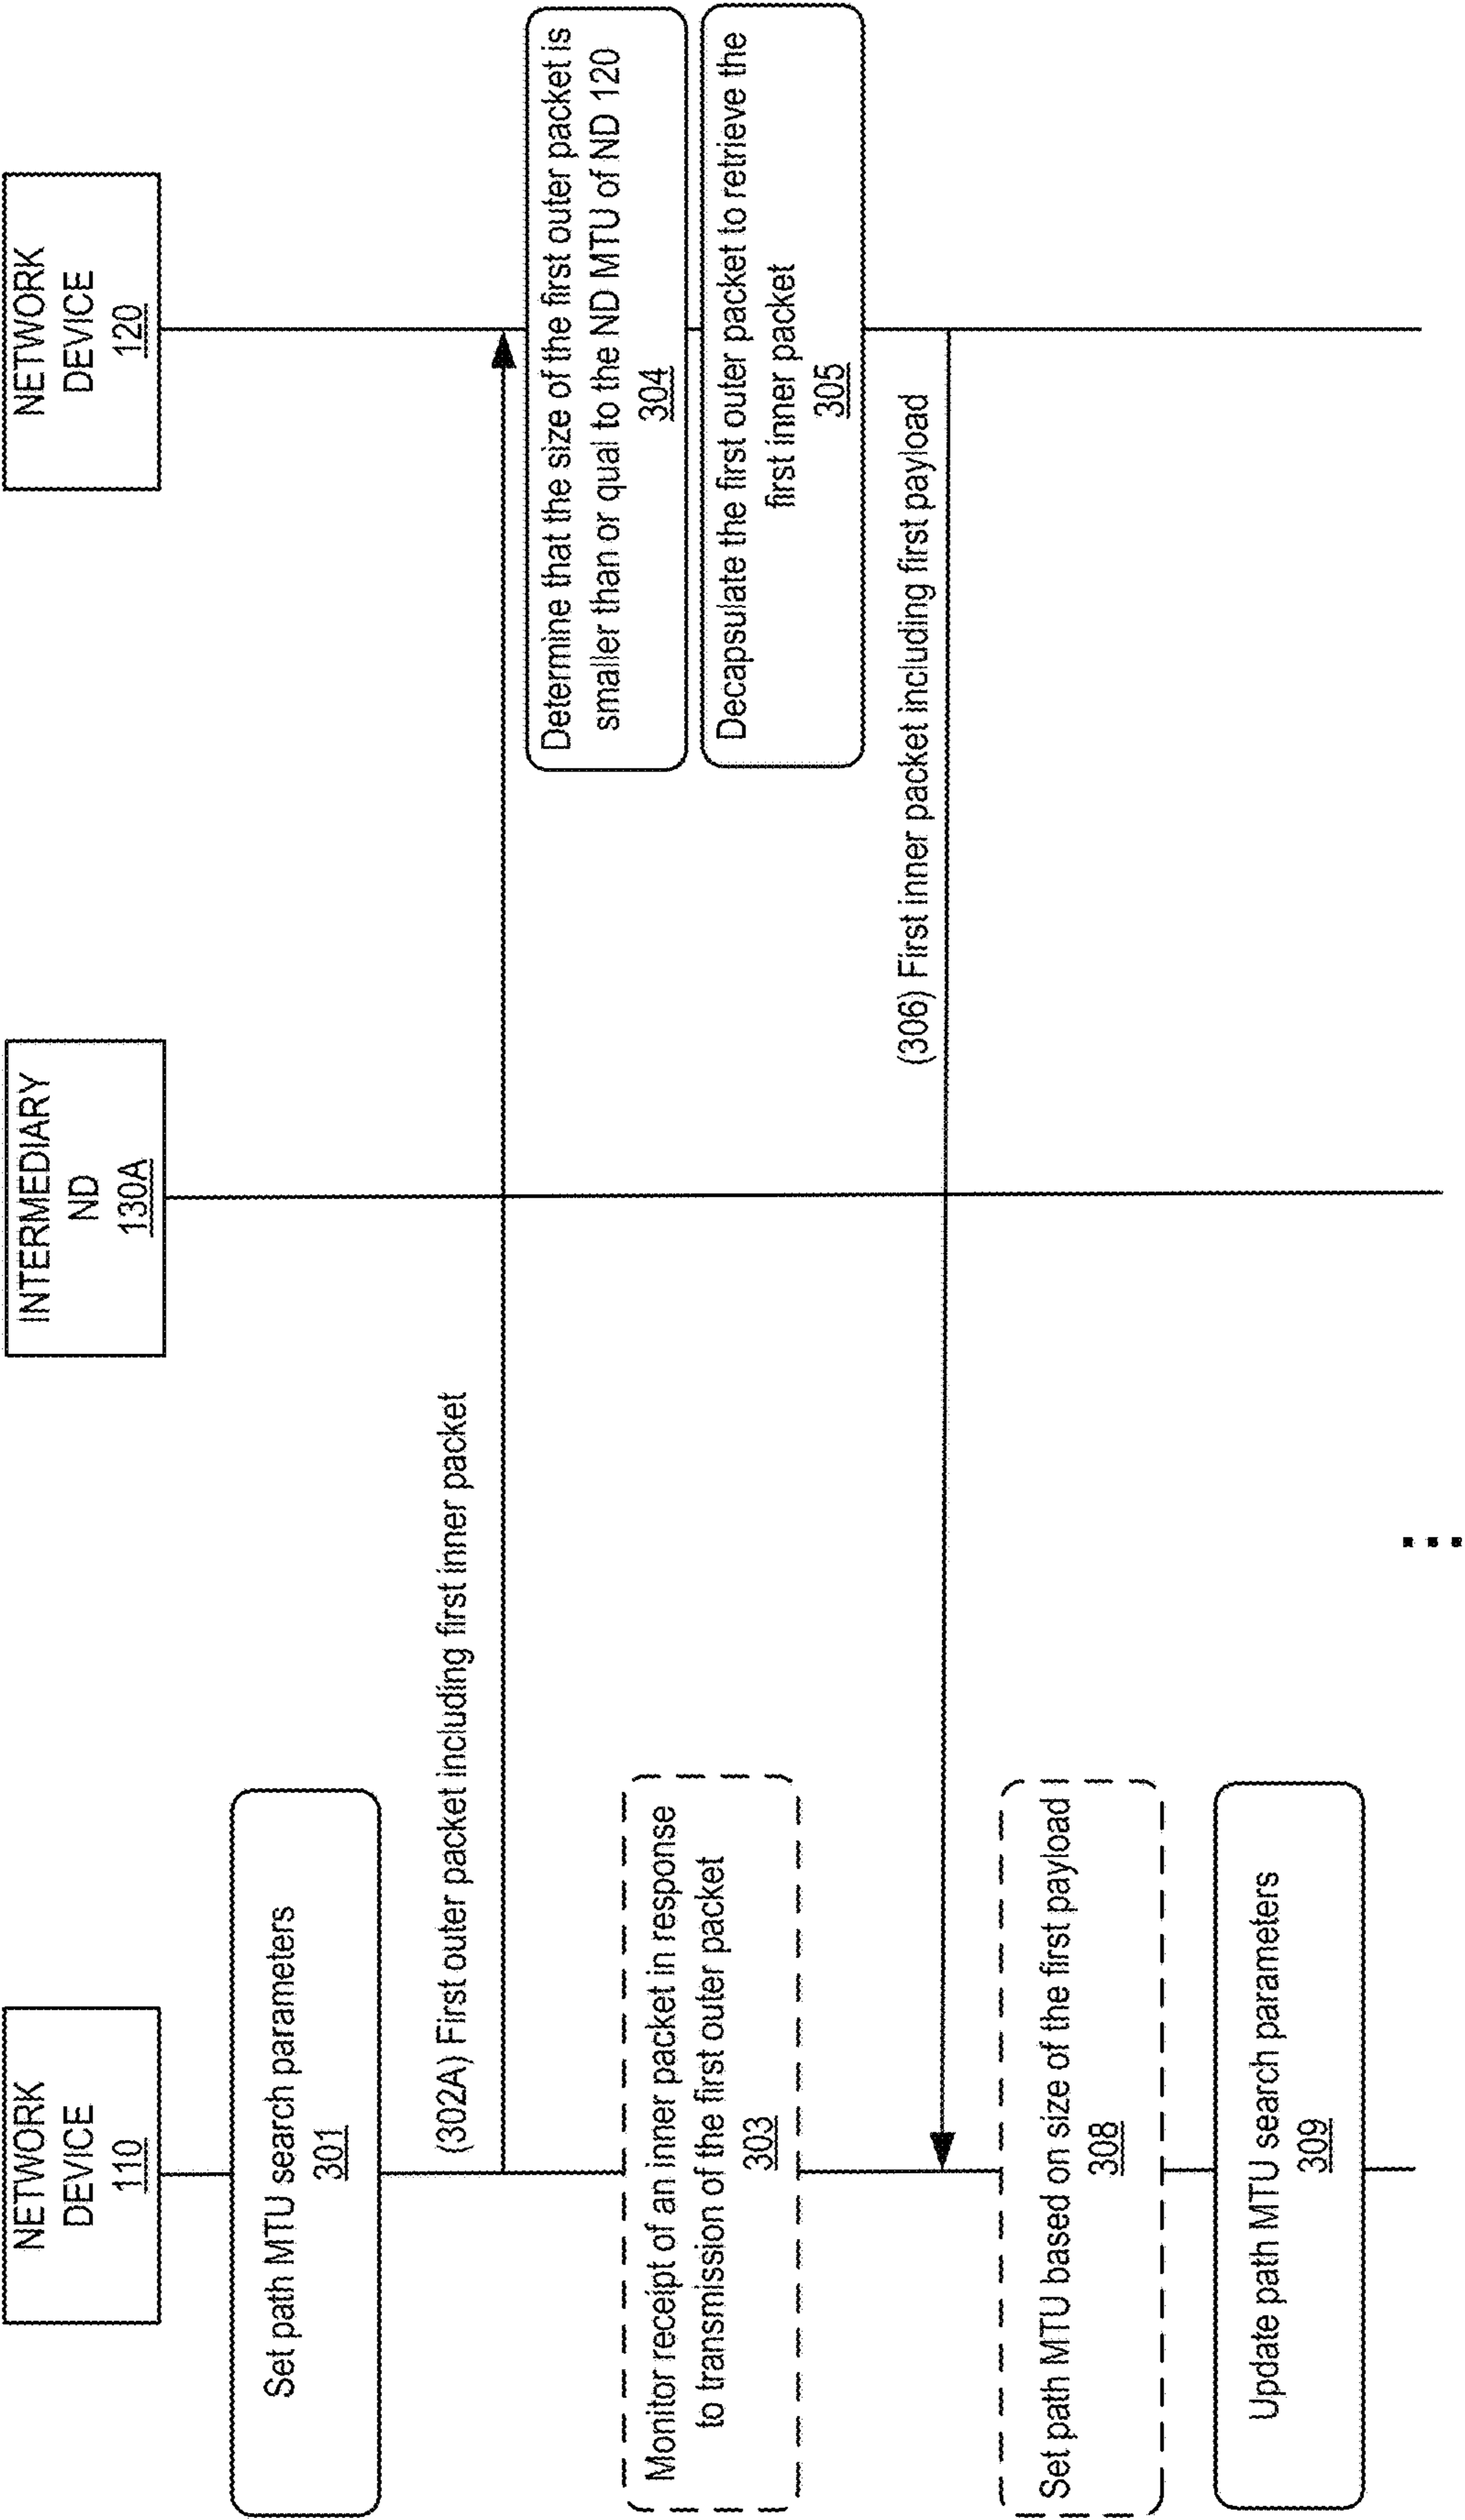 NETWORK
DEVICE
110
INTERMEDIARY
ND
130A
NETWORK
DEVICE
120
Set path MTU search parameters
301
(302A) First outer packet including first inner packet
Determine that the size of the first outer packet is
smaller than or qual to the ND MTU of ND 120
304
Monitor receipt of an inner packet in response
to transmission of the first outer packet
303
Decapsulate the first outer packet to retrieve the
first inner packet
305
(306) First inner packet including first payload
Set path MTU based on size of the first payload
308
Update path MTU search parameters
309
...